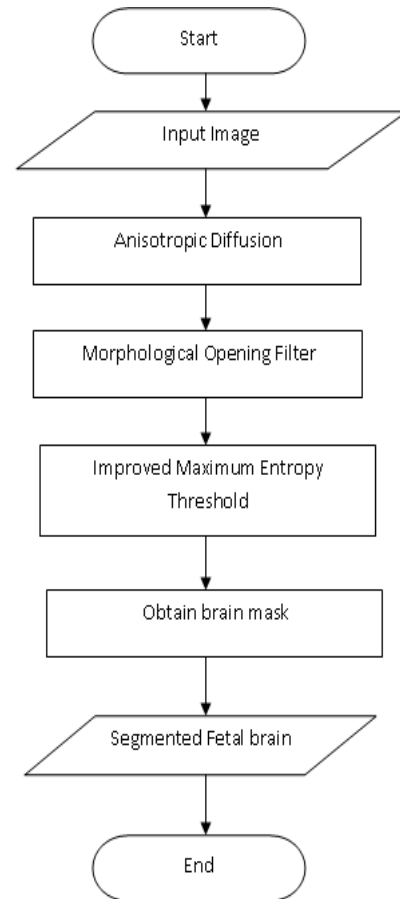 Start
Input Image
Anisotropic Diffusion
Morphological Opening Filter
Improved Maximum Entropy
Threshold
Obtain brain mask
Segmented Fetal brain
End